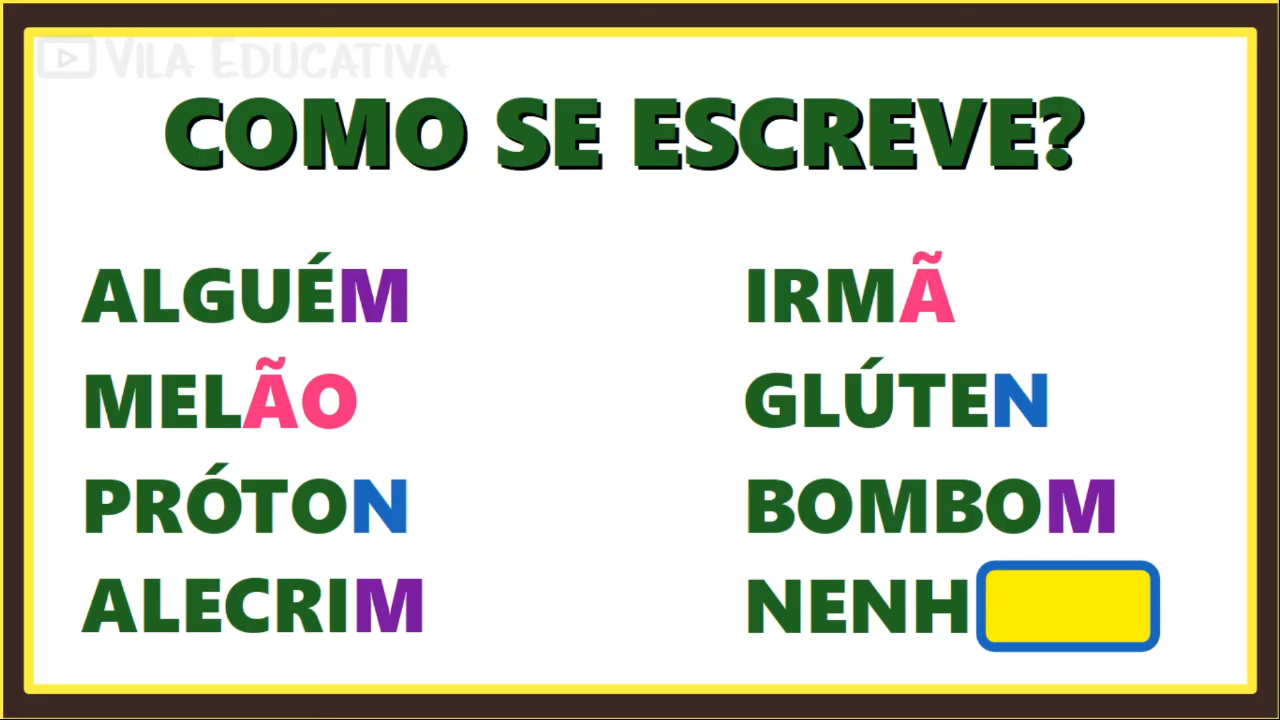 VILA EDUCATIVA
COMO SE ESCREVE?
ALGUÉM
MELÃO
PRÓTON
ALECRIM
IRMÃ
GLÚTEN
BOMBOM
NENH